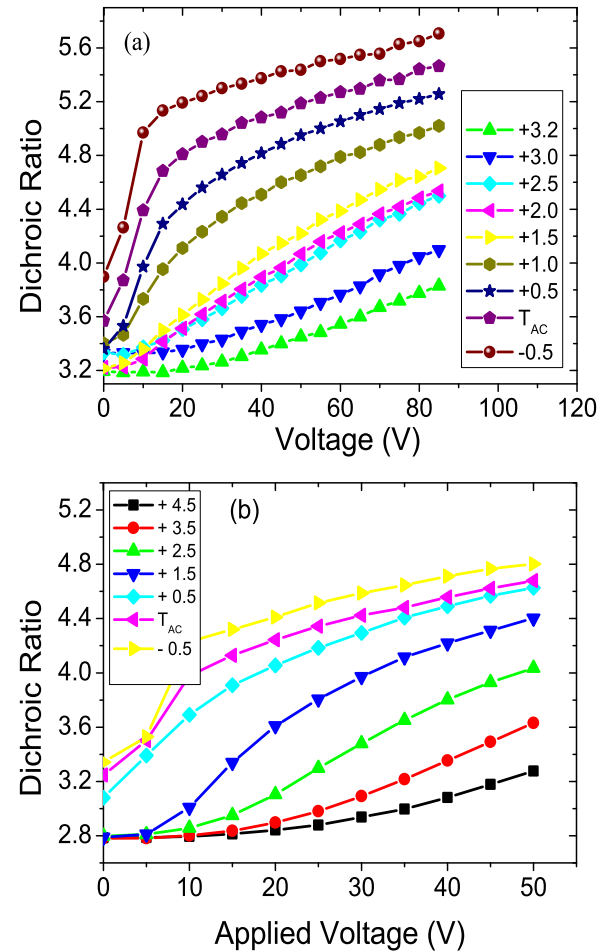 (a)
Dichroic Ratio
5.6
5.2
4.8
4.4
4.0
3.6
3.2
+3.2
+3.0
+2.5
+2.0
+1.5
+1.0
+0.5
TAC
-0.5
0 20 40 60 80 100 120
Voltage (V)
(b)
Dichroic Ratio
5.2
4.8
4.4
4.0
3.6
3.2
2.8
+ 4.5
+ 3.5
+ 2.5
+ 1.5
+ 0.5
TAC
- 0.5
0 10 20 30 40 50
Applied Voltage (V)